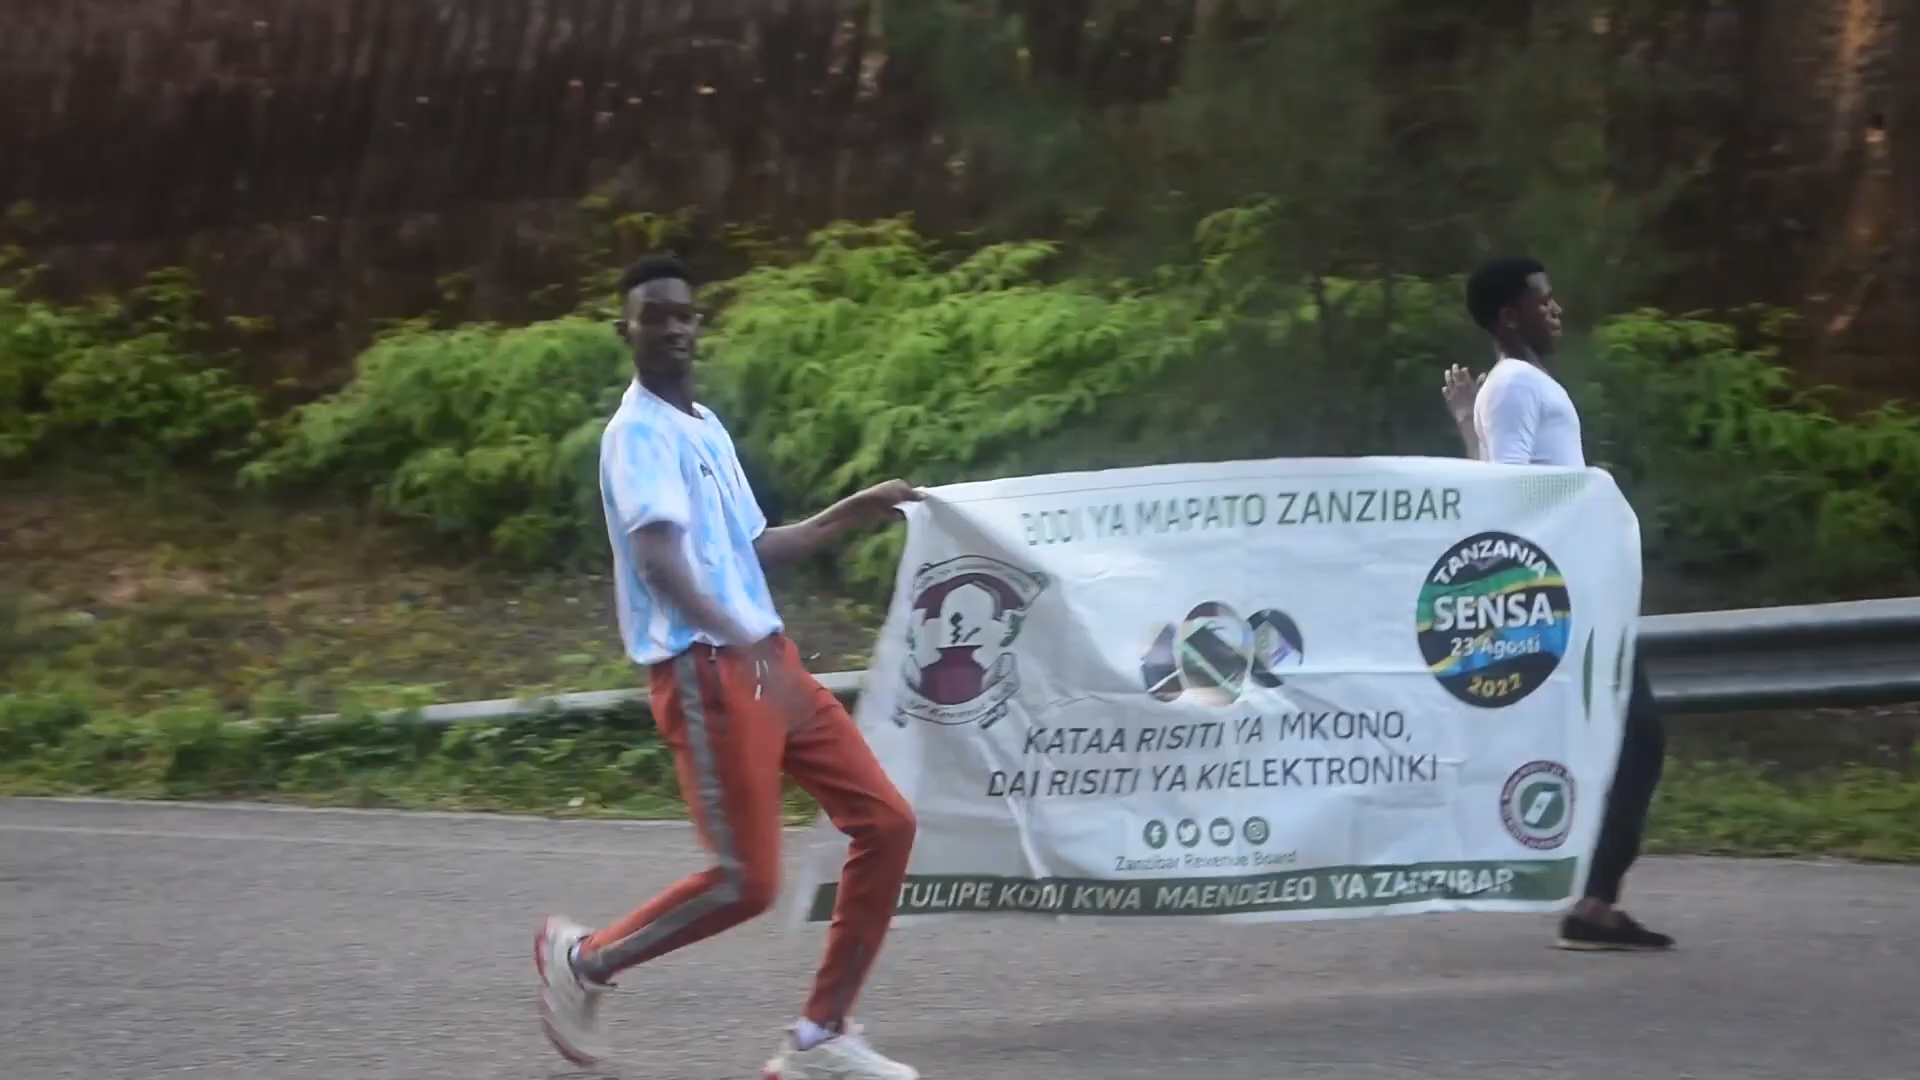 BODI YA MAPATO ZANZIBAR
TANZANIA
SENSA
23 Agosti
2022
KATAA RISITI YA MKONO,
DAI RISITI YA KIELEKTRONIKI
Zanzibar Revenue Board
TULIPE KODI KWA MAENDELEO YA ZANZIBAR